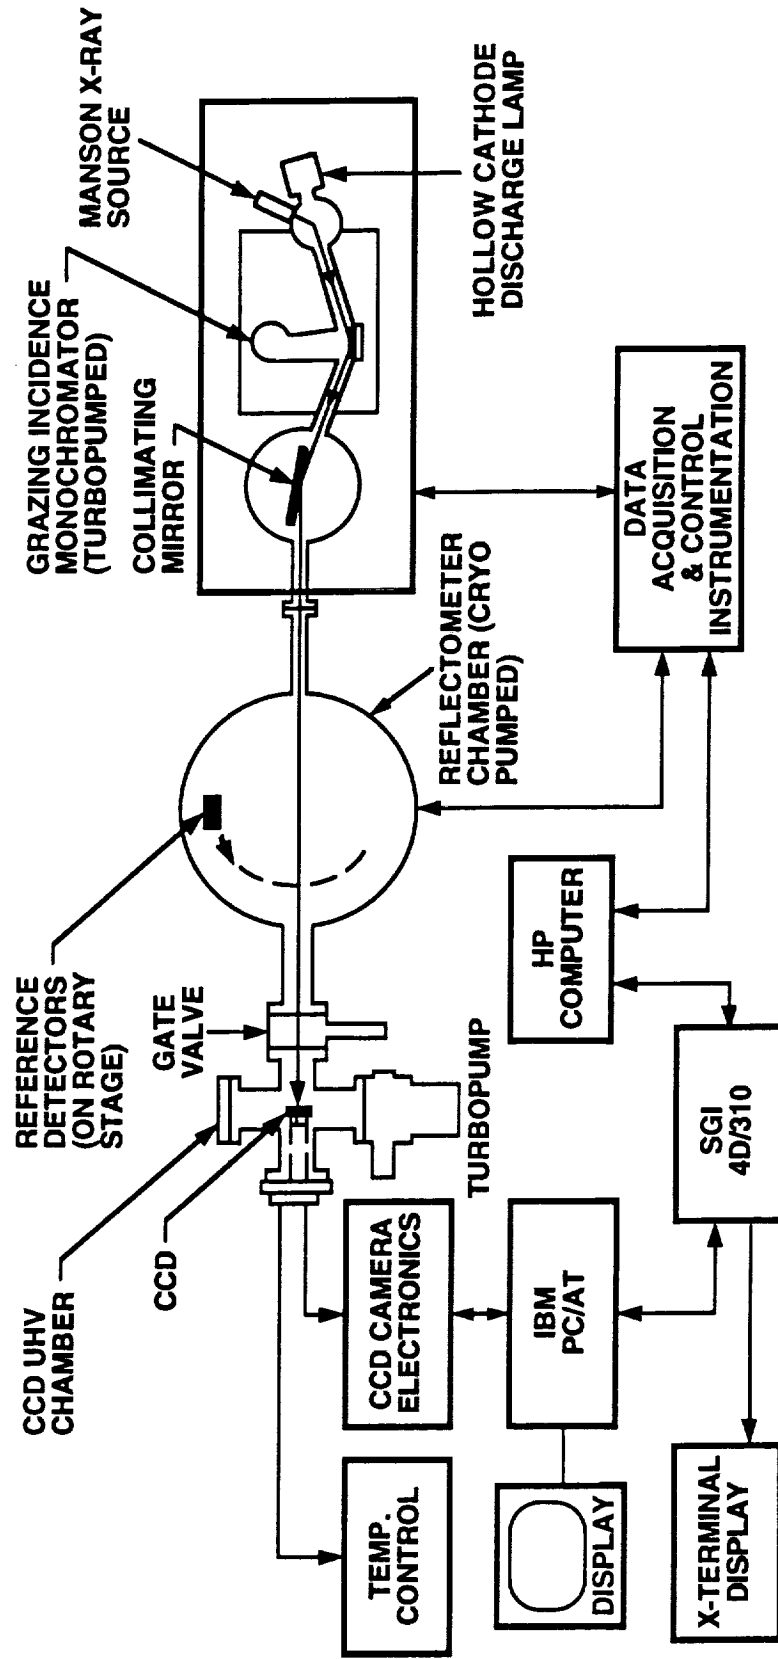 CCD UHV
CHAMBER
CCD
REFERENCE
DETECTORS
(ON ROTARY
STAGE)
GATE
VALVE
GRAZING INCIDENCE
MONOCHROMATOR
(TURBOPUMPED)
COLLIMATING
MIRROR
MANSON X-RAY
SOURCE
TURBOPUMP
REFLECTOMETER
CHAMBER (CRYO
PUMPED)
HOLLOW CATHODE
DISCHARGE LAMP
TEMP.
CONTROL
CCD CAMERA
ELECTRONICS
DISPLAY
IBM
PC/AT
HP
COMPUTER
DATA
ACQUISITION
& CONTROL
INSTRUMENTATION
X-TERMINAL
DISPLAY
SGI
4D/310